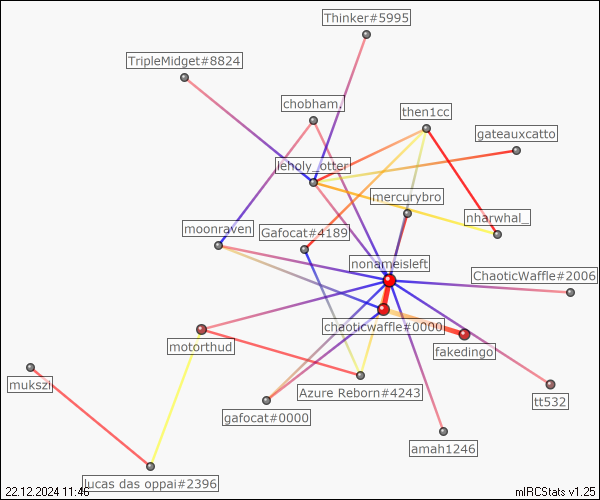 Thinker#5995
TripleMidget#8824
chobham.
then1cc
gateauxcatto
leholy_otter
mercurybro
nharwhal_
moonraven
Gafocat#4189
nonameisleft
ChaoticWaffle#2006
chaoticwaffle#0000
motorthud
fakedingo
mukszi
Azure Reborn#4243
tt532
gafocat#0000
amah1246
lucas das oppai#2396
22.12.2024 11:46
mIRCStats v1.25